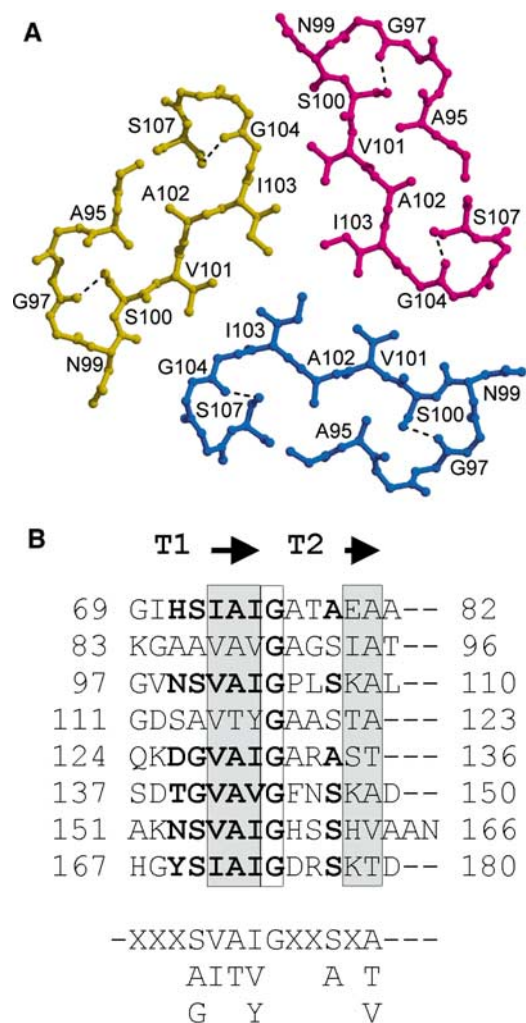 A
N99
G97
S100
A95
S107
G104
V101
A102
I103
A102
A95
I103
S107
G97
V101
G104
S100
N99
I103
G104
A102
V101
N99
S107
S100
A95
G97
B
T1 T2
69 GIHSIAIGATAEAA-- 82
83 KGAAVAVGAGSIAT-- 96
97 GVNSVAIGPLSKAL-- 110
111 GDSAVTYGAASTA--- 123
124 QKDGVAIGARAST--- 136
137 SDTGVAVGFNSKAD-- 150
151 AKNSVAIGHSSHVAAN 166
167 HGYSIAIGDRSKTD-- 180
-XXXSVAIGXXSXA---
AITV A T
G Y V